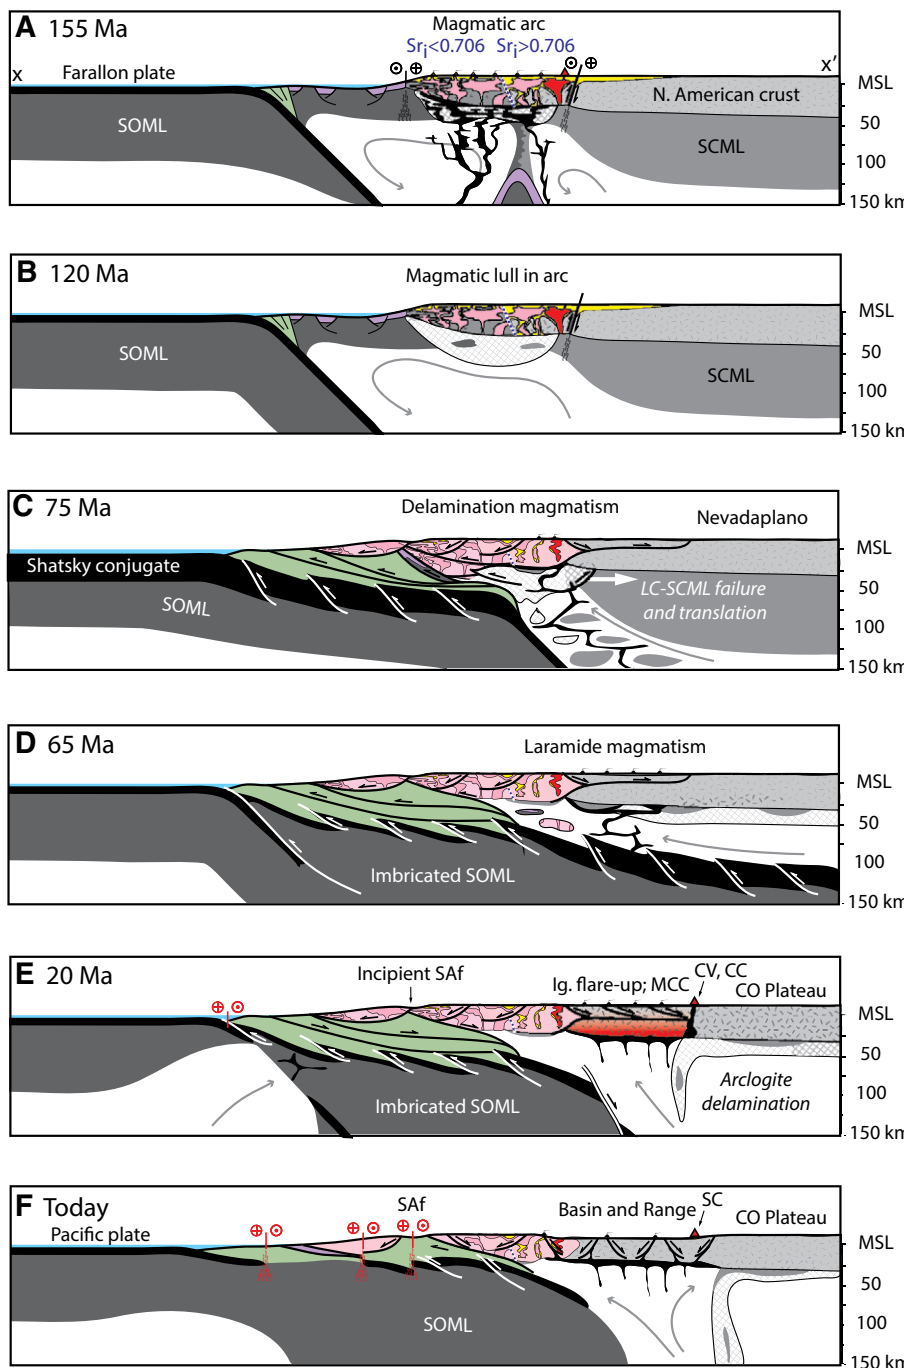 A 155 Ma
Magmatic arc
Srᵢ<0.706 Srᵢ>0.706
x
x’
Farallon plate
MSL
N. American crust
SOML
50
SCML
100
150 km
B 120 Ma
Magmatic lull in arc
MSL
SOML
50
SCML
100
150 km
C 75 Ma
Delamination magmatism
Nevadaplano
MSL
Shatsky conjugate
50
LC-SCML failure
and translation
SOML
100
150 km
D 65 Ma
Laramide magmatism
MSL
50
Imbricated SOML
100
150 km
E 20 Ma
Incipient SAf
Ig. flare-up; MCC
CV, CC
CO Plateau
MSL
50
Arclogite
delamination
100
Imbricated SOML
150 km
F Today
Pacific plate
SAf
Basin and Range
SC
CO Plateau
MSL
50
SOML
100
150 km